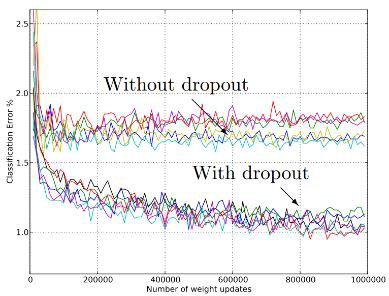 2.5
Without dropout
2.0
Classification Error %
1.5
With dropout
1.0
0 200000 400000 600000 800000 1000000
Number of weight updates